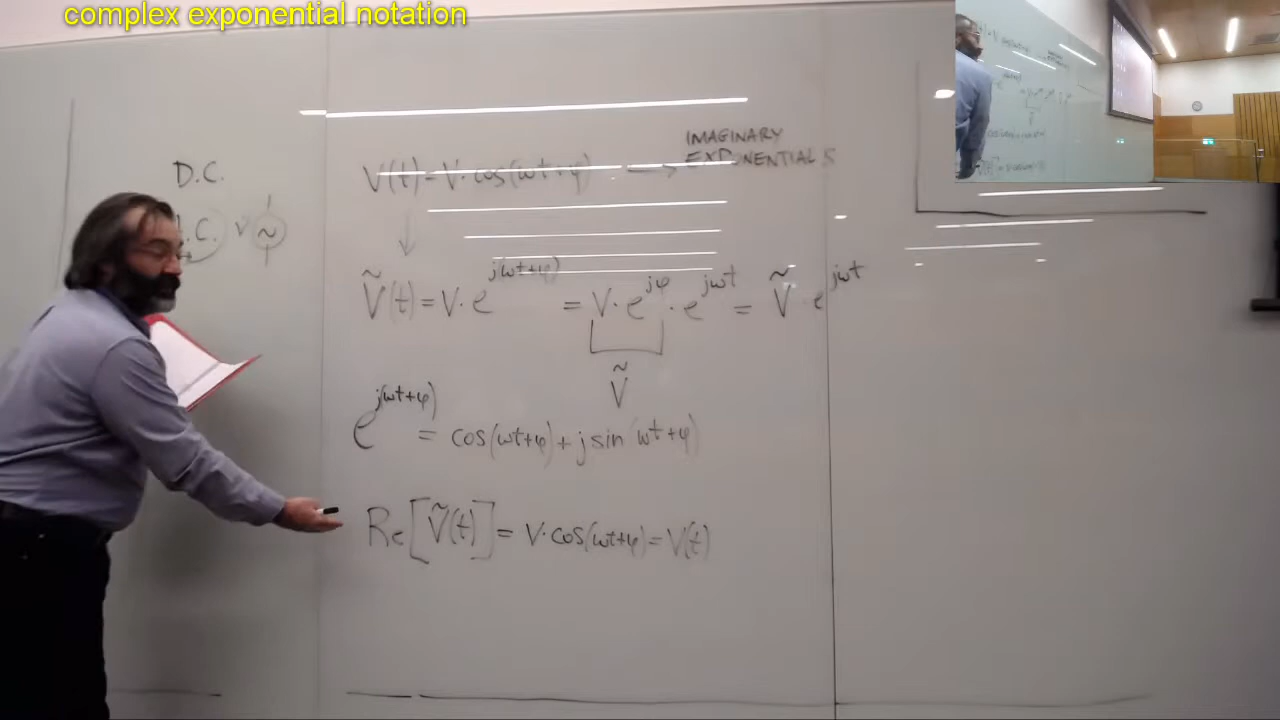 complex exponential notation
D.C.
.C. V ~
V(t)=V·cos(ωt+φ) → IMAGINARY
EXPONENTIALS
Ṽ(t)=V·e^{j(ωt+φ)} = V·e^{jφ}·e^{jωt} = Ṽ·e^{jωt}
Ṽ
e^{j(ωt+φ)} = cos(ωt+φ)+j sin(ωt+φ)
Re[Ṽ(t)]= V·cos(ωt+φ)=V(t)